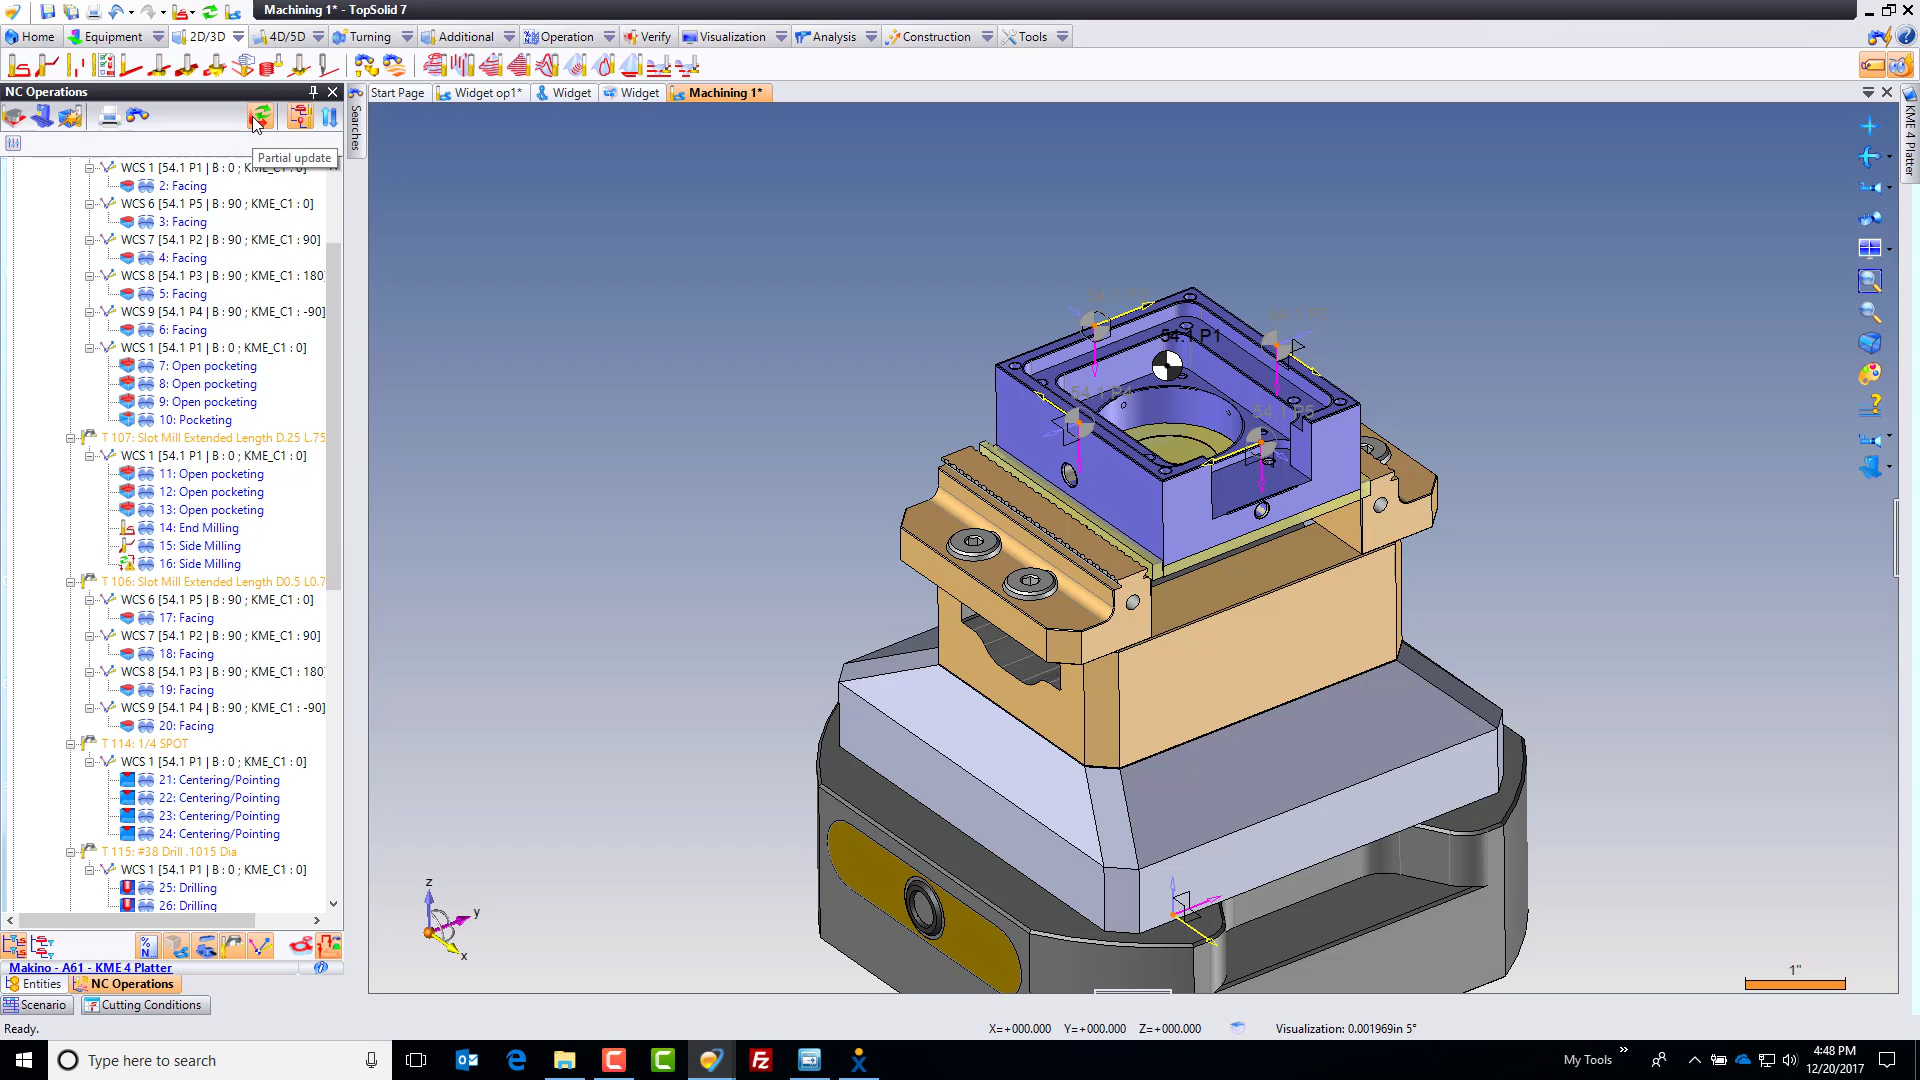 Machining 1* - TopSolid 7
Home Equipment 2D/3D 4D/5D Turning Additional Operation Verify Visualization Analysis Construction Tools
NC Operations
Start Page Widget op1* Widget Widget Machining 1*
Searches
KME 4 Platter
Partial update
WCS 1 [54.1 P1 | B : 0 ; KME_C1 : 0]
2: Facing
WCS 6 [54.1 P5 | B : 90 ; KME_C1 : 0]
3: Facing
WCS 7 [54.1 P2 | B : 90 ; KME_C1 : 90]
4: Facing
WCS 8 [54.1 P3 | B : 90 ; KME_C1 : 180
5: Facing
WCS 9 [54.1 P4 | B : 90 ; KME_C1 : -90]
6: Facing
WCS 1 [54.1 P1 | B : 0 ; KME_C1 : 0]
7: Open pocketing
8: Open pocketing
9: Open pocketing
10: Pocketing
T 107: Slot Mill Extended Length D.25 L.75
WCS 1 [54.1 P1 | B : 0 ; KME_C1 : 0]
11: Open pocketing
12: Open pocketing
13: Open pocketing
14: End Milling
15: Side Milling
16: Side Milling
T 106: Slot Mill Extended Length D0.5 L0.7
WCS 6 [54.1 P5 | B : 90 ; KME_C1 : 0]
17: Facing
WCS 7 [54.1 P2 | B : 90 ; KME_C1 : 90]
18: Facing
WCS 8 [54.1 P3 | B : 90 ; KME_C1 : 180
19: Facing
WCS 9 [54.1 P4 | B : 90 ; KME_C1 : -90]
20: Facing
T 114: 1/4 SPOT
WCS 1 [54.1 P1 | B : 0 ; KME_C1 : 0]
21: Centering/Pointing
22: Centering/Pointing
23: Centering/Pointing
24: Centering/Pointing
T 115: #38 Drill .1015 Dia
WCS 1 [54.1 P1 | B : 0 ; KME_C1 : 0]
25: Drilling
26: Drilling
54.1 P1
54.1 P4
54.1 P5
z
y
x
1"
Makino - A61 - KME 4 Platter
Entities NC Operations
Scenario Cutting Conditions
Ready.
X=+000.000 Y=+000.000 Z=+000.000 Visualization: 0.001969in 5°
Type here to search
My Tools
4:48 PM
12/20/2017